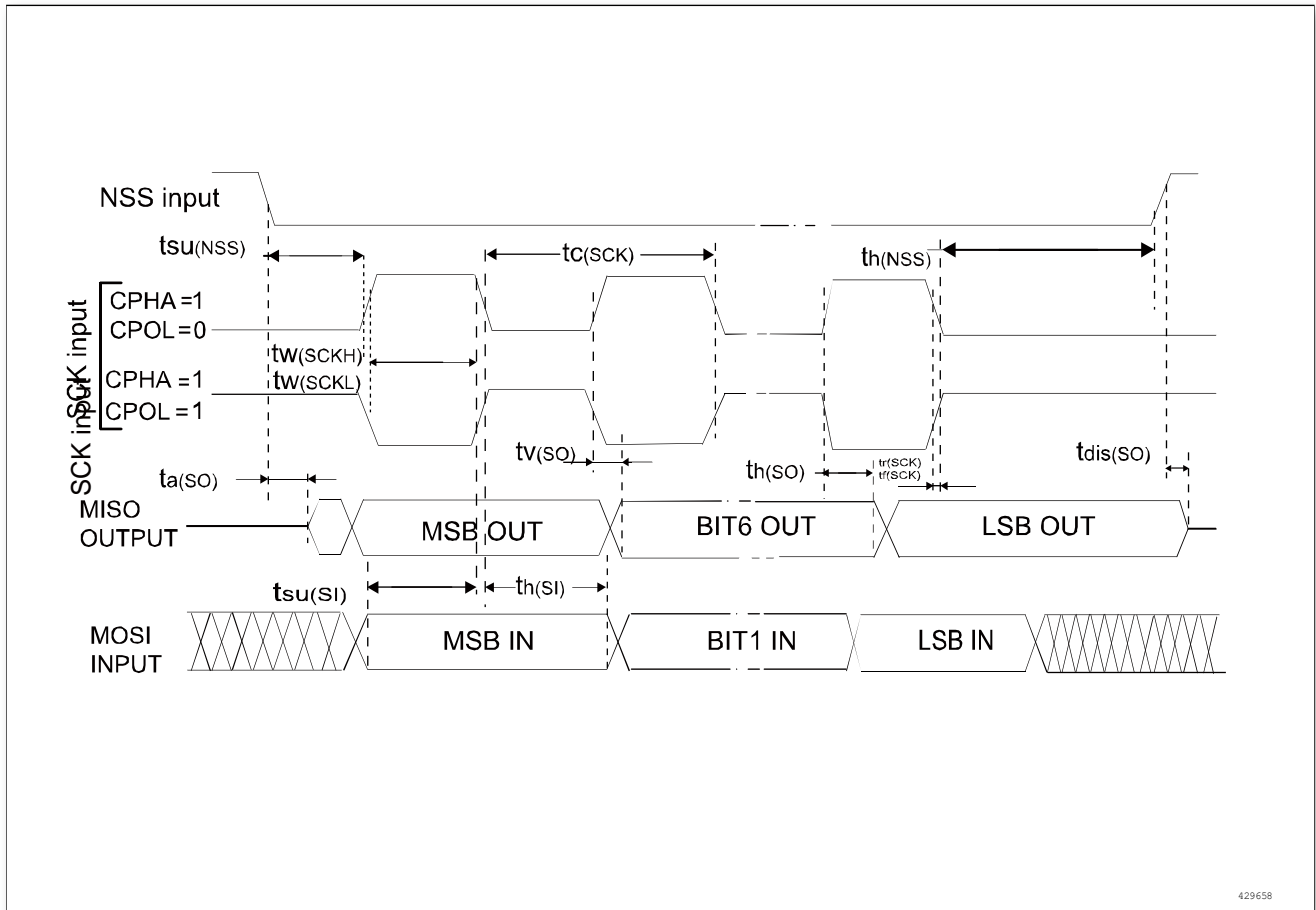 NSS input
tsu(NSS)
tc(SCK)
th(NSS)
SCK input
CPHA =1
CPOL=0
tw(SCKH)
tw(SCKL)
SCK input
CPHA =1
CPOL =1
tv(SO)
th(SO)
tr(SCK)
tf(SCK)
tdis(SO)
ta(SO)
MISO
OUTPUT
MSB OUT
BIT6 OUT
LSB OUT
tsu(SI)
th(SI)
MOSI
INPUT
MSB IN
BIT1 IN
LSB IN
429658